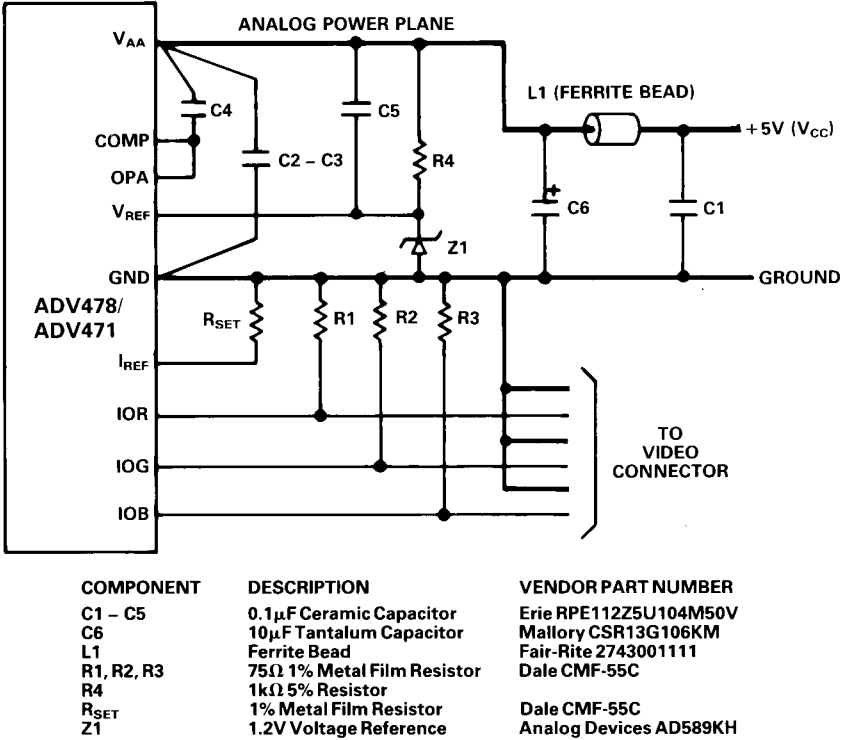 ANALOG POWER PLANE
VAA
L1 (FERRITE BEAD)
C4
C5
+5V (VCC)
COMP
C2 – C3
R4
OPA
VREF
+
C6
C1
Z1
GND
GROUND
ADV478/
ADV471
RSET
R1
R2
R3
IREF
IOR
TO
VIDEO
CONNECTOR
IOG
IOB
COMPONENT DESCRIPTION VENDOR PART NUMBER
C1 – C5 0.1µF Ceramic Capacitor Erie RPE112Z5U104M50V
C6 10µF Tantalum Capacitor Mallory CSR13G106KM
L1 Ferrite Bead Fair-Rite 2743001111
R1, R2, R3 75Ω 1% Metal Film Resistor Dale CMF-55C
R4 1kΩ 5% Resistor
RSET 1% Metal Film Resistor Dale CMF-55C
Z1 1.2V Voltage Reference Analog Devices AD589KH